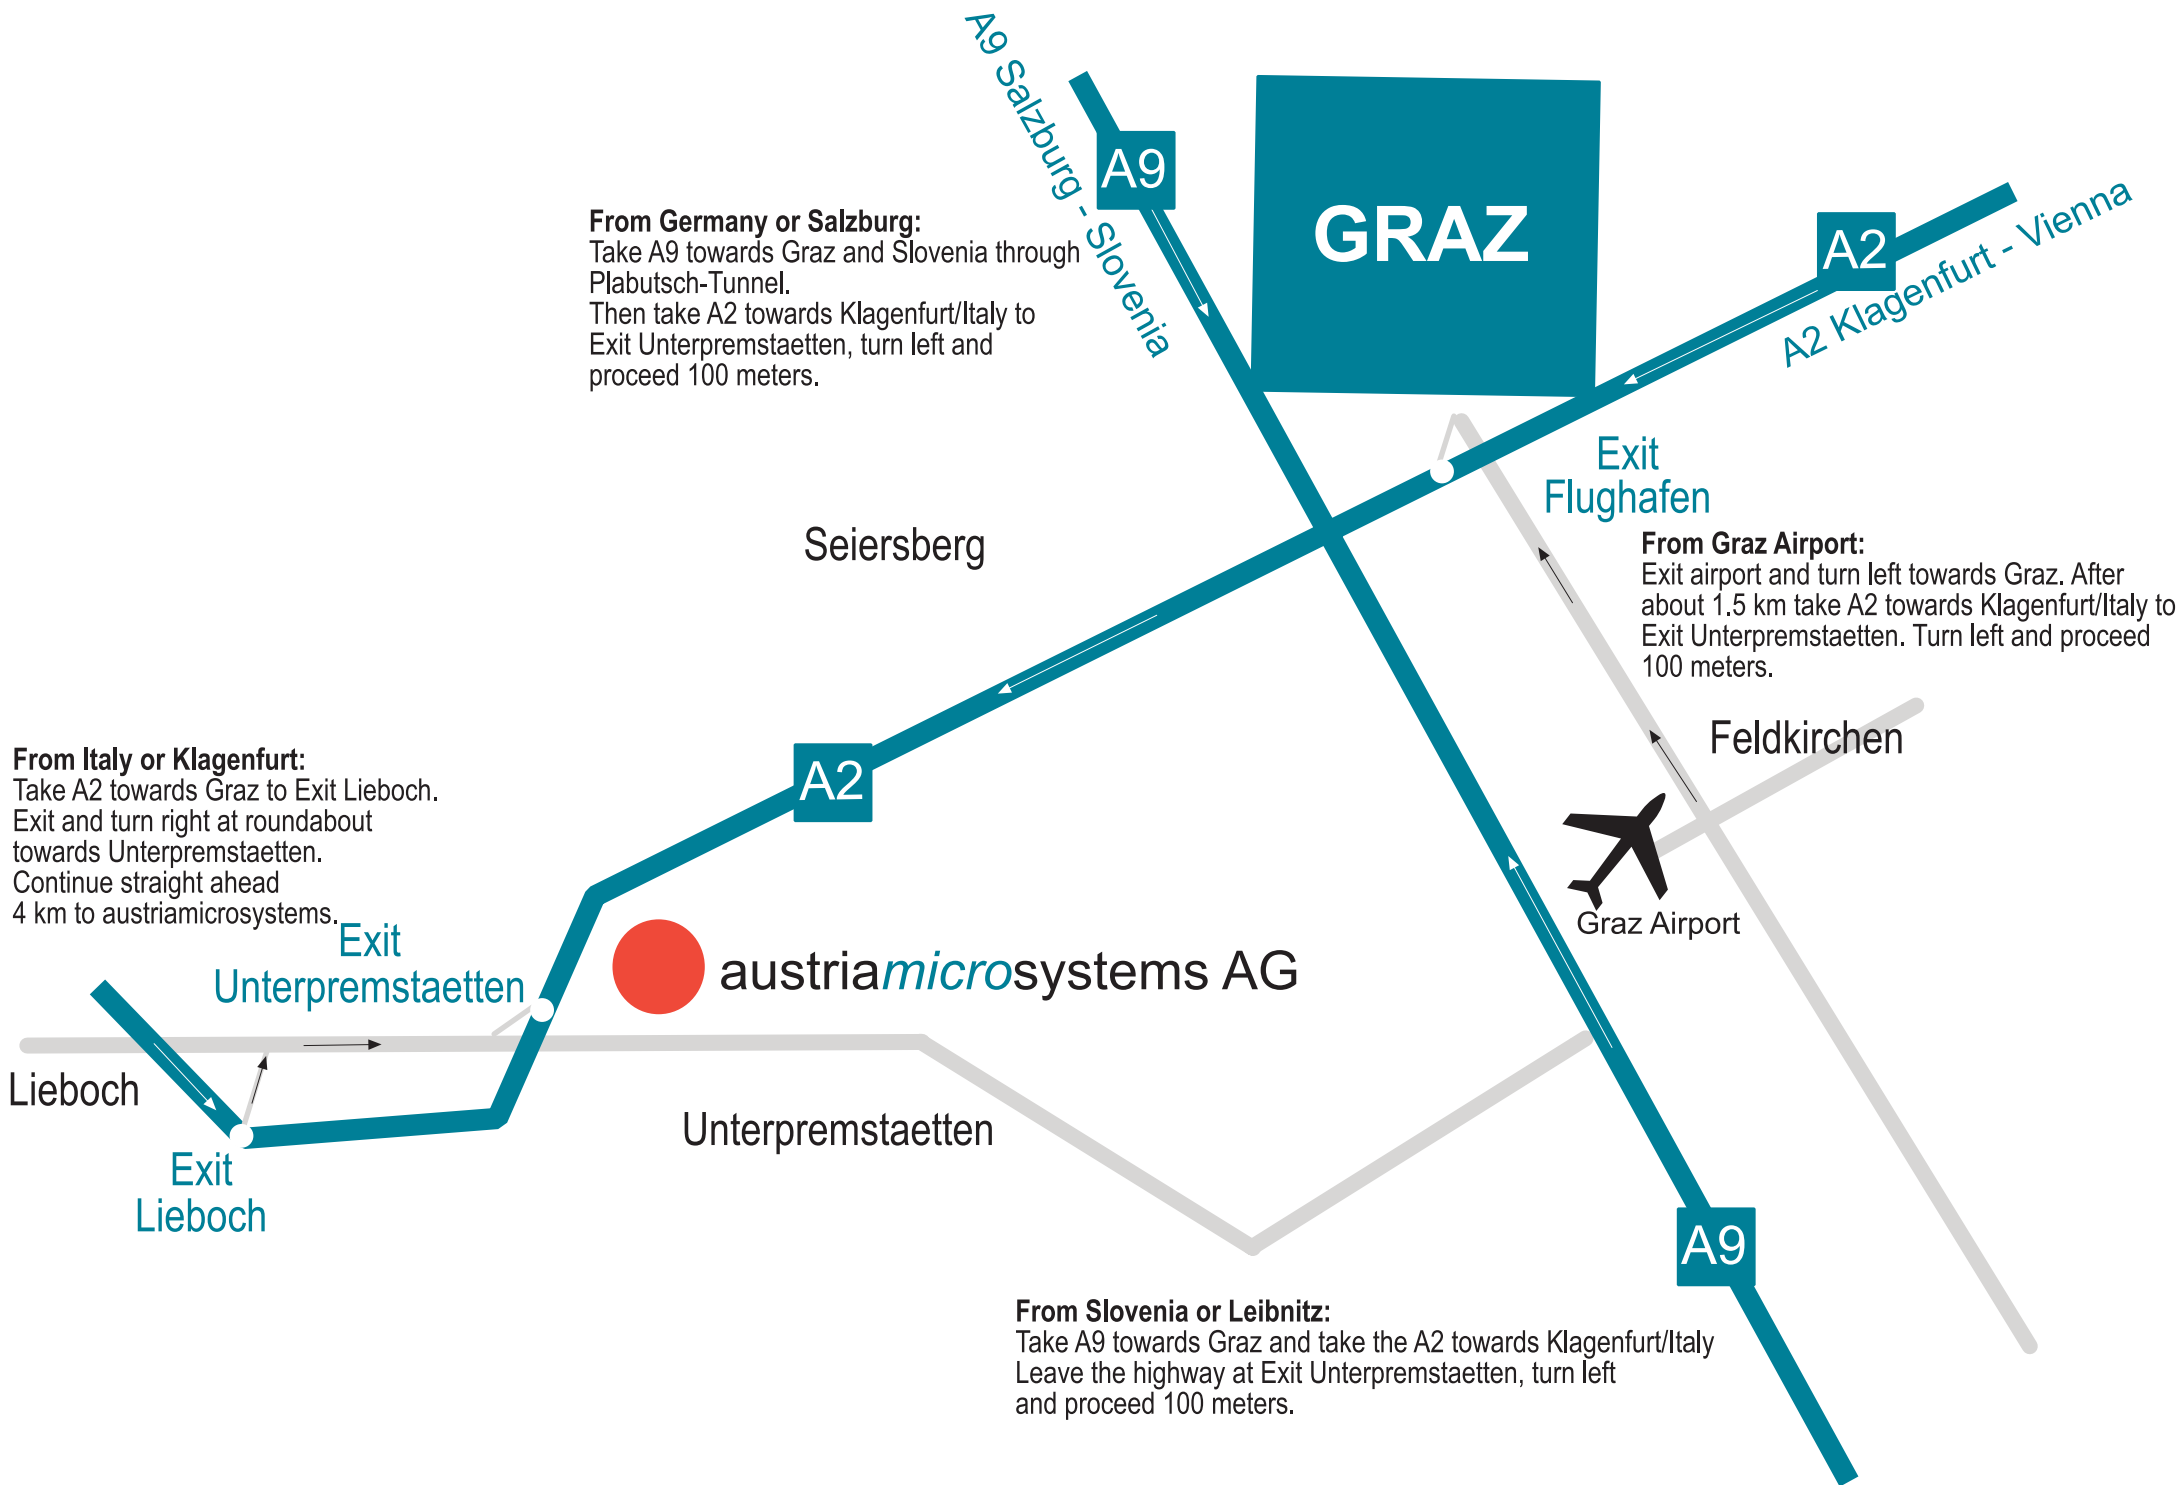 A9 Salzburg - Slovenia
A9
GRAZ
A2
A2 Klagenfurt - Vienna
From Germany or Salzburg:
Take A9 towards Graz and Slovenia through
Plabutsch-Tunnel.
Then take A2 towards Klagenfurt/Italy to
Exit Unterpremstaetten, turn left and
proceed 100 meters.
Exit
Flughafen
Seiersberg
From Graz Airport:
Exit airport and turn left towards Graz. After
about 1.5 km take A2 towards Klagenfurt/Italy to
Exit Unterpremstaetten. Turn left and proceed
100 meters.
Feldkirchen
From Italy or Klagenfurt:
Take A2 towards Graz to Exit Lieboch.
Exit and turn right at roundabout
towards Unterpremstaetten.
Continue straight ahead
4 km to austriamicrosystems.
A2
Graz Airport
Exit
Unterpremstaetten
austriamicrosystems AG
Lieboch
Unterpremstaetten
Exit
Lieboch
A9
From Slovenia or Leibnitz:
Take A9 towards Graz and take the A2 towards Klagenfurt/Italy
Leave the highway at Exit Unterpremstaetten, turn left
and proceed 100 meters.